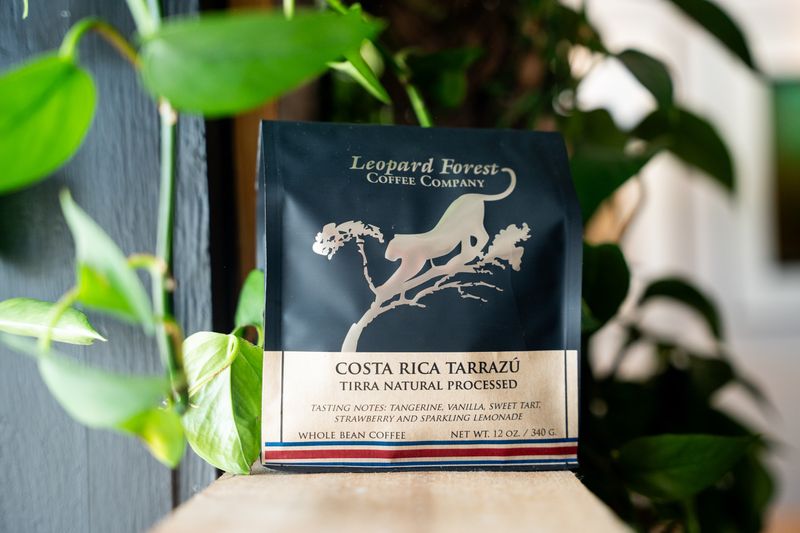 Leopard Forest
COFFEE COMPANY
COSTA RICA TARRAZÚ
TIRRA NATURAL PROCESSED
TASTING NOTES: TANGERINE, VANILLA, SWEET TART,
STRAWBERRY AND SPARKLING LEMONADE
WHOLE BEAN COFFEE NET WT. 12 OZ. / 340 G.